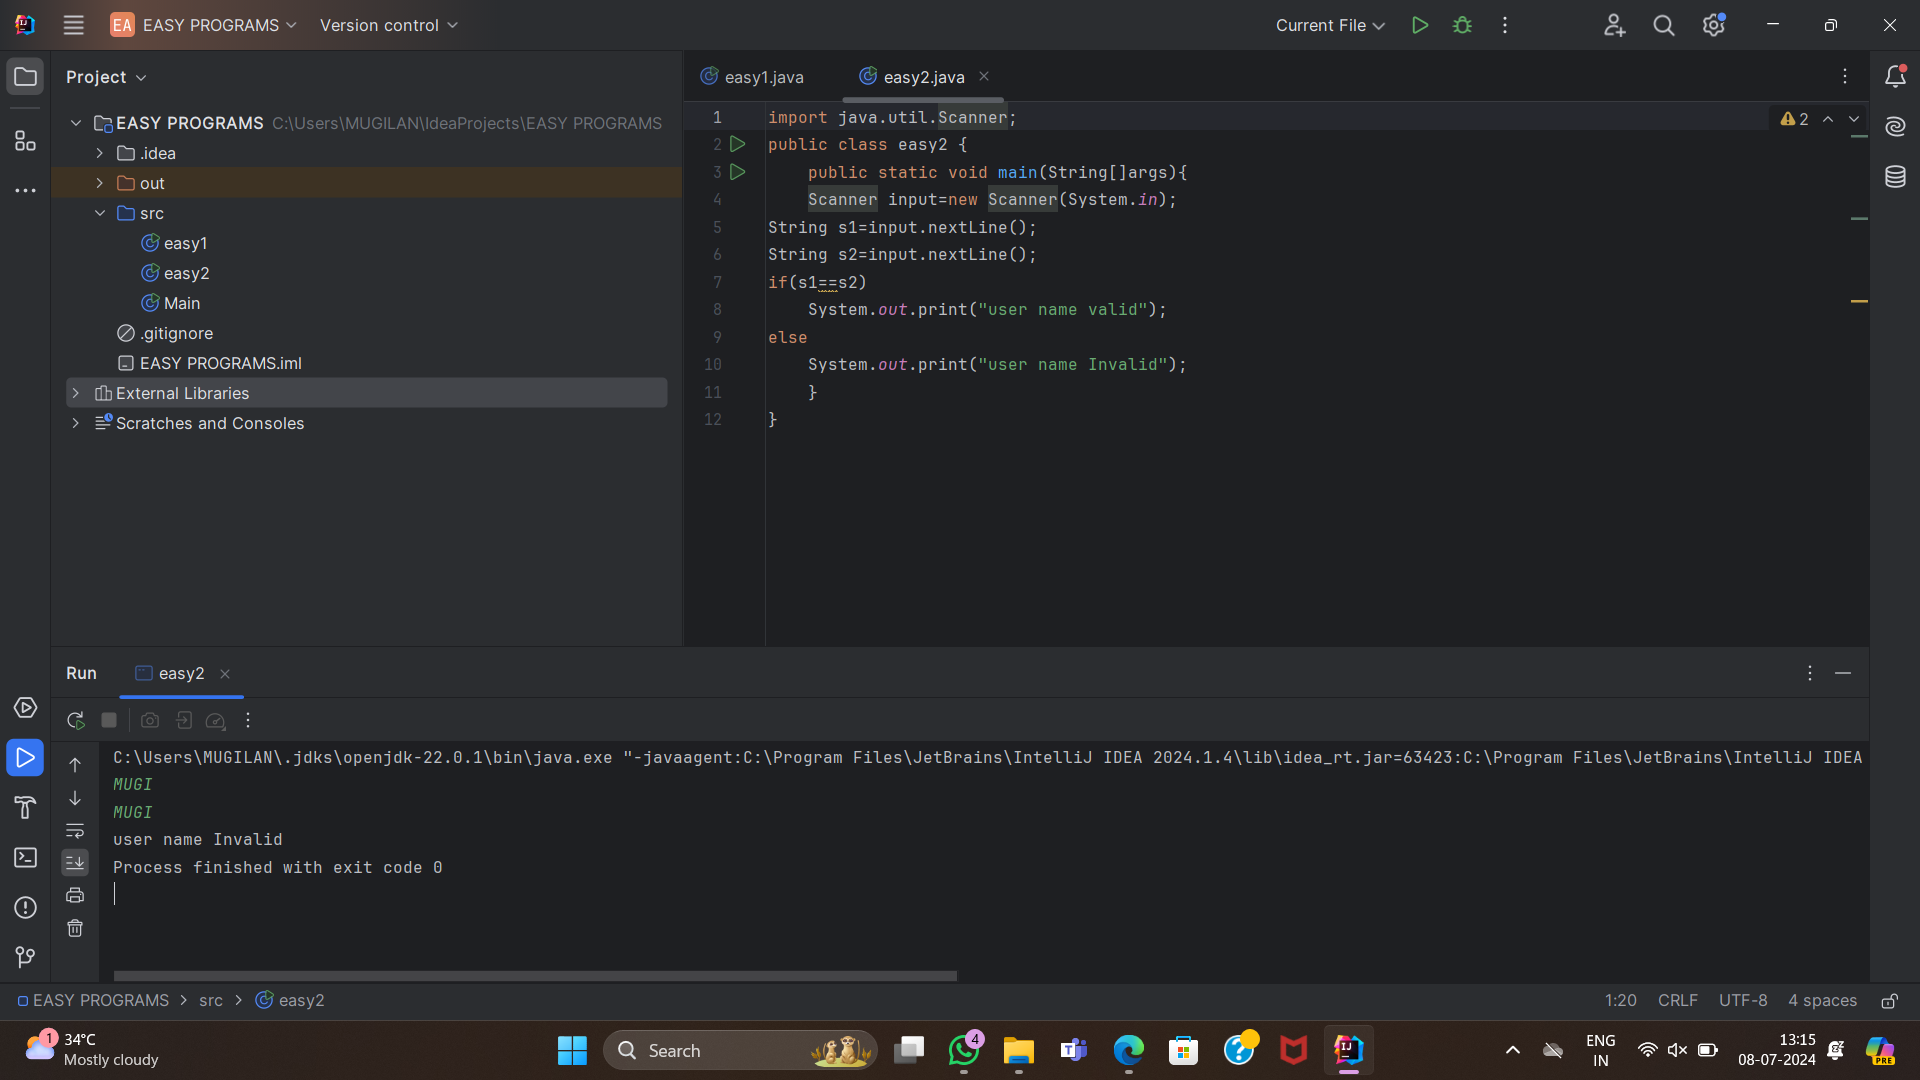 EA EASY PROGRAMS Version control Current File
Project
easy1.java easy2.java
EASY PROGRAMS C:\Users\MUGILAN\IdeaProjects\EASY PROGRAMS
.idea
out
src
easy1
easy2
Main
.gitignore
EASY PROGRAMS.iml
External Libraries
Scratches and Consoles
2
1 import java.util.Scanner;
2 public class easy2 {
3 public static void main(String[]args){
4 Scanner input=new Scanner(System.in);
5 String s1=input.nextLine();
6 String s2=input.nextLine();
7 if(s1==s2)
8 System.out.print("user name valid");
9 else
10 System.out.print("user name Invalid");
11 }
12 }
Run easy2
C:\Users\MUGILAN\.jdks\openjdk-22.0.1\bin\java.exe "-javaagent:C:\Program Files\JetBrains\IntelliJ IDEA 2024.1.4\lib\idea_rt.jar=63423:C:\Program Files\JetBrains\IntelliJ IDEA
MUGI
MUGI
user name Invalid
Process finished with exit code 0
EASY PROGRAMS > src > easy2 1:20 CRLF UTF-8 4 spaces
1
34°C
Mostly cloudy
Search
4
ENG
IN
13:15
08-07-2024
PRE